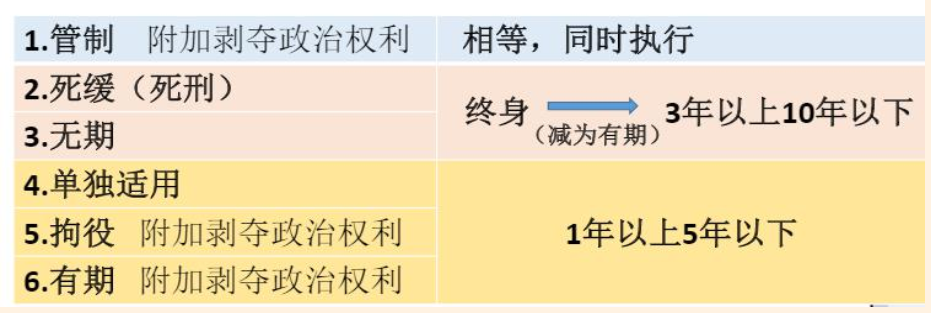 1.管制 附加剥夺政治权利 相等，同时执行
2.死缓（死刑）
3.无期
终身 3年以上10年以下
（减为有期）
4.单独适用
5.拘役 附加剥夺政治权利
1年以上5年以下
6.有期 附加剥夺政治权利